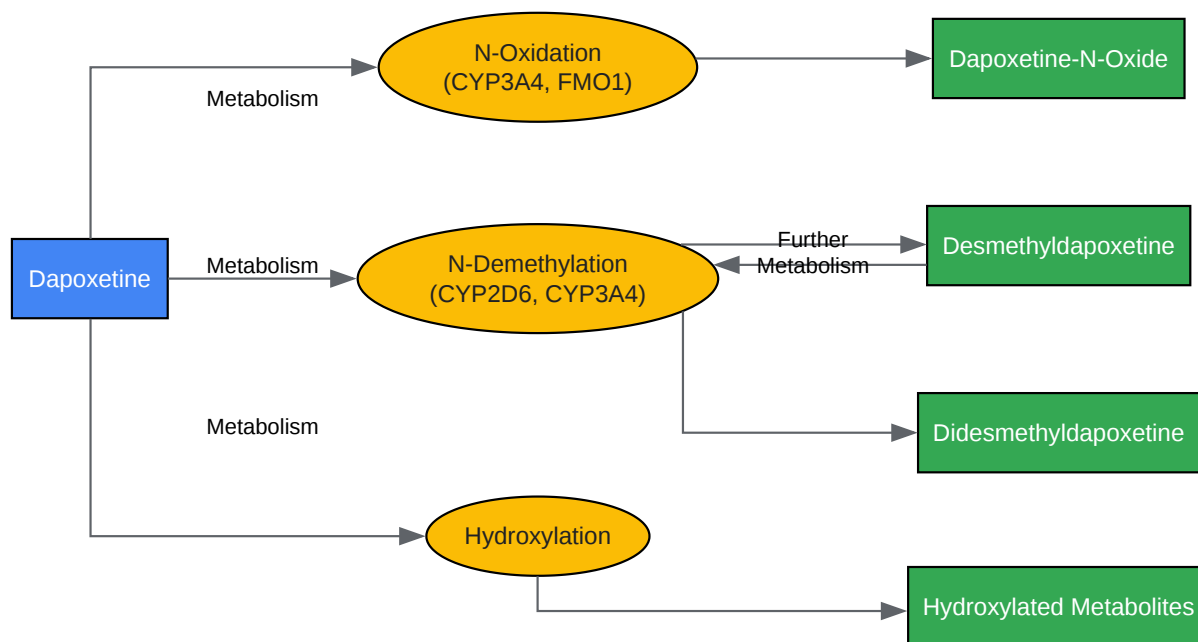 N-Oxidation
(CYP3A4, FMO1)
Dapoxetine-N-Oxide
Metabolism
Dapoxetine
Metabolism
N-Demethylation
(CYP2D6, CYP3A4)
Further
Metabolism
Desmethyldapoxetine
Metabolism
Didesmethyldapoxetine
Hydroxylation
Hydroxylated Metabolites